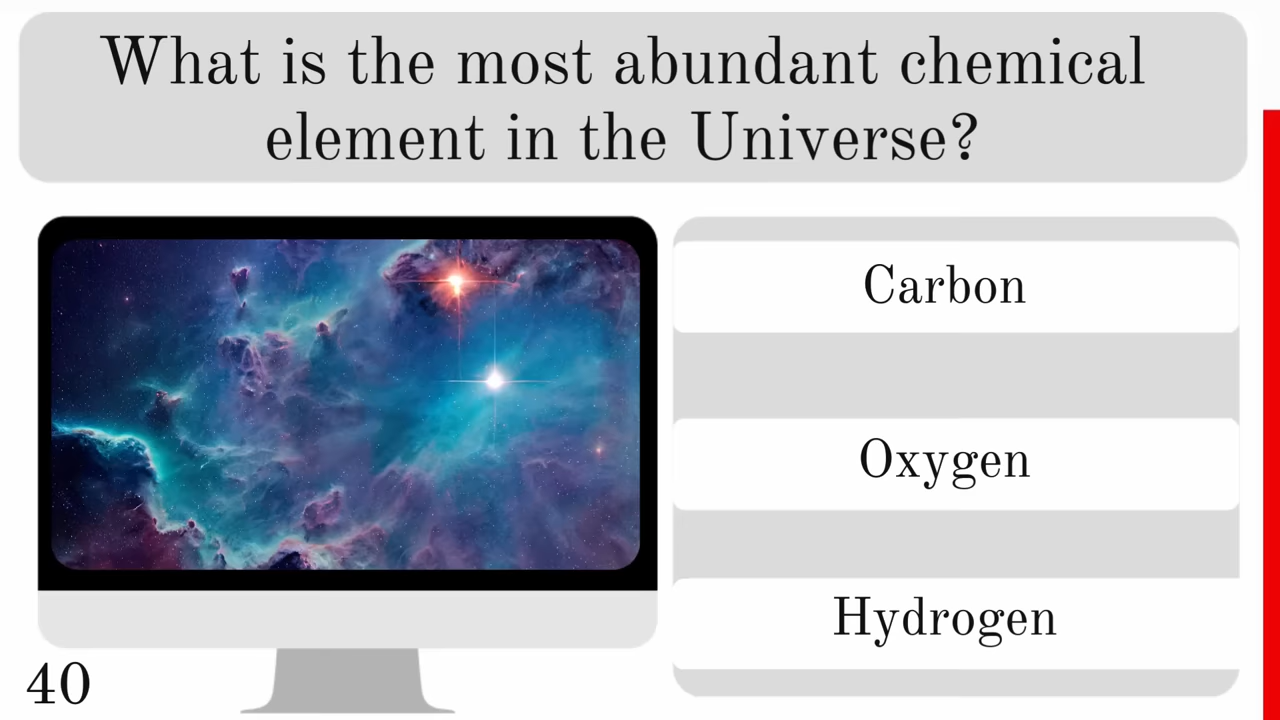 What is the most abundant chemical
element in the Universe?
Carbon
Oxygen
Hydrogen
40